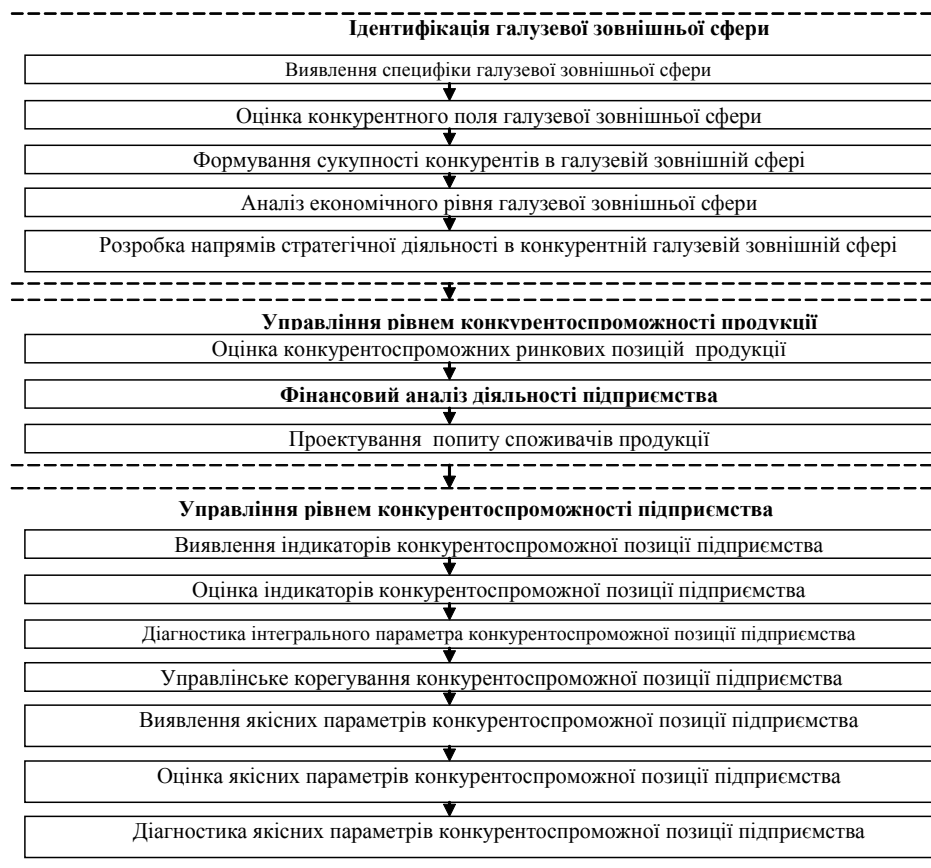 Ідентифікація галузевої зовнішньої сфери
Виявлення специфіки галузевої зовнішньої сфери
Оцінка конкурентного поля галузевої зовнішньої сфери
Формування сукупності конкурентів в галузевій зовнішній сфері
Аналіз економічного рівня галузевої зовнішньої сфери
Розробка напрямів стратегічної діяльності в конкурентній галузевій зовнішній сфері
Управління рівнем конкурентоспроможності продукції
Оцінка конкурентоспроможних ринкових позицій продукції
Фінансовий аналіз діяльності підприємства
Проектування попиту споживачів продукції
Управління рівнем конкурентоспроможності підприємства
Виявлення індикаторів конкурентоспроможної позиції підприємства
Оцінка індикаторів конкурентоспроможної позиції підприємства
Діагностика інтегрального параметра конкурентоспроможної позиції підприємства
Управлінське корегування конкурентоспроможної позиції підприємства
Виявлення якісних параметрів конкурентоспроможної позиції підприємства
Оцінка якісних параметрів конкурентоспроможної позиції підприємства
Діагностика якісних параметрів конкурентоспроможної позиції підприємства